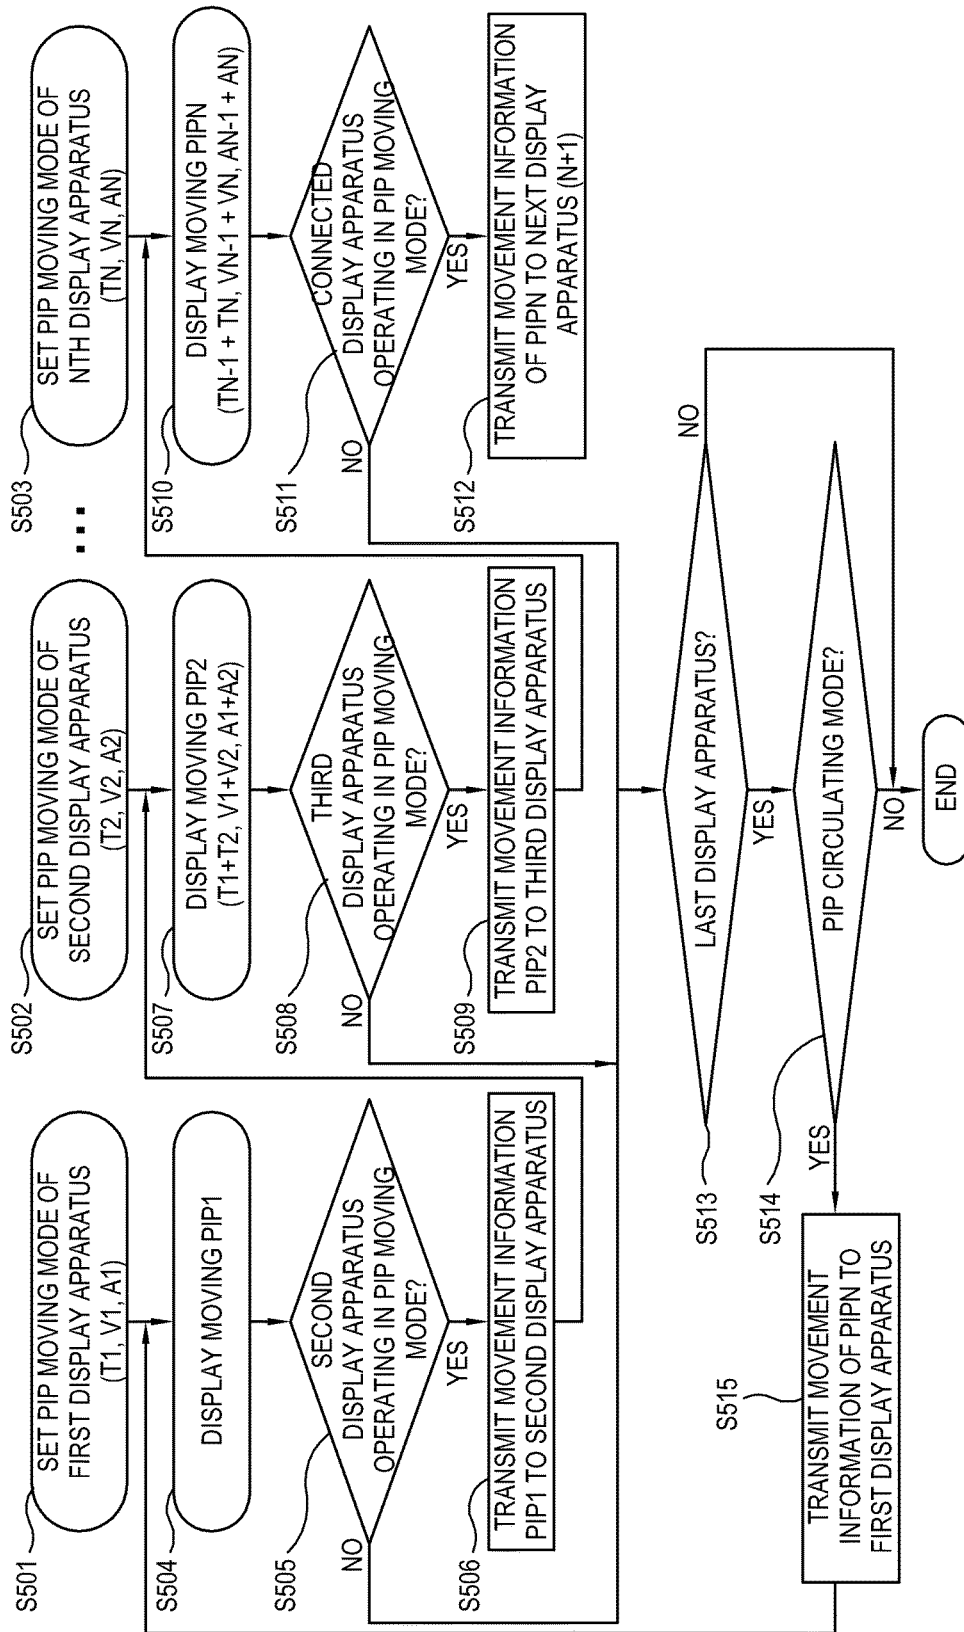 S501
SET PIP MOVING MODE OF
FIRST DISPLAY APPARATUS
(T1, V1, A1)
S504
DISPLAY MOVING PIP1
S505
SECOND
DISPLAY APPARATUS
OPERATING IN PIP MOVING
MODE?
NO
YES
S506
TRANSMIT MOVEMENT INFORMATION
PIP1 TO SECOND DISPLAY APPARATUS
S502
SET PIP MOVING MODE OF
SECOND DISPLAY APPARATUS
(T2, V2, A2)
S507
DISPLAY MOVING PIP2
(T1+T2, V1+V2, A1+A2)
S508
THIRD
DISPLAY APPARATUS
OPERATING IN PIP MOVING
MODE?
NO
YES
S509
TRANSMIT MOVEMENT INFORMATION
PIP2 TO THIRD DISPLAY APPARATUS
...
S503
SET PIP MOVING MODE OF
NTH DISPLAY APPARATUS
(TN, VN, AN)
S510
DISPLAY MOVING PIPN
(TN-1 + TN, VN-1 + VN, AN-1 + AN)
S511
CONNECTED
DISPLAY APPARATUS
OPERATING IN PIP MOVING
MODE?
NO
YES
S512
TRANSMIT MOVEMENT INFORMATION
OF PIPN TO NEXT DISPLAY
APPARATUS (N+1)
S513
LAST DISPLAY APPARATUS?
NO
YES
S514
PIP CIRCULATING MODE?
YES
NO
S515
TRANSMIT MOVEMENT
INFORMATION OF PIPN TO
FIRST DISPLAY APPARATUS
END